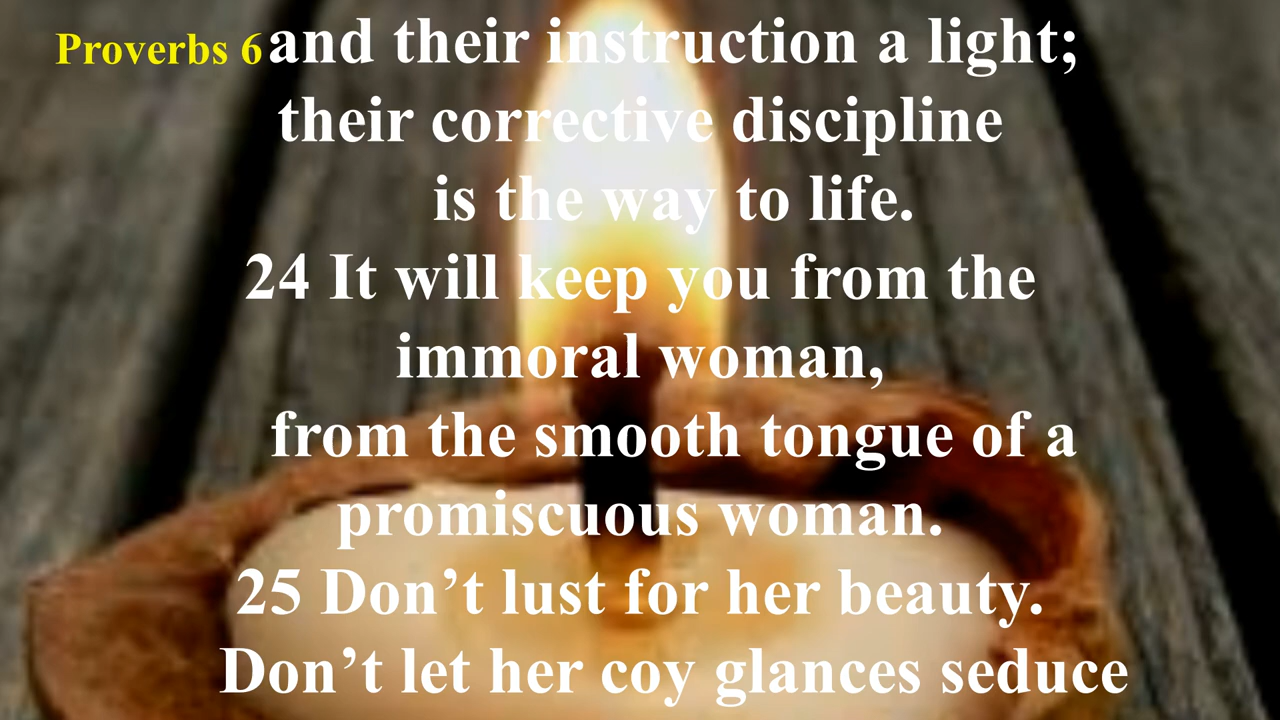 Proverbs 6 and their instruction a light;
their corrective discipline
is the way to life.
24 It will keep you from the
immoral woman,
from the smooth tongue of a
promiscuous woman.
25 Don’t lust for her beauty.
Don’t let her coy glances seduce